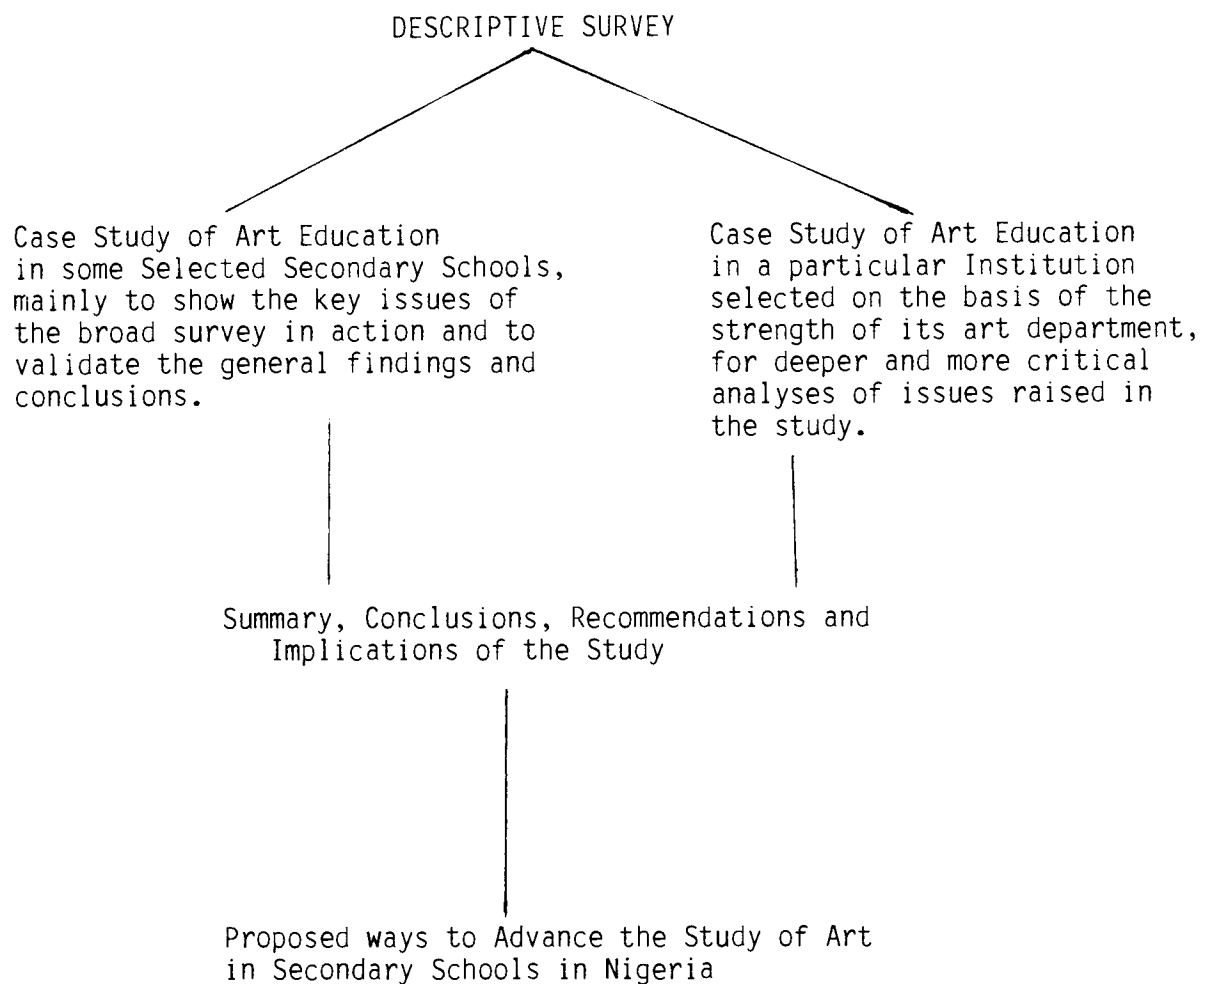 DESCRIPTIVE SURVEY
Case Study of Art Education
in some Selected Secondary Schools,
mainly to show the key issues of
the broad survey in action and to
validate the general findings and
conclusions.
Case Study of Art Education
in a particular Institution
selected on the basis of the
strength of its art department,
for deeper and more critical
analyses of issues raised in
the study.
Summary, Conclusions, Recommendations and
Implications of the Study
Proposed ways to Advance the Study of Art
in Secondary Schools in Nigeria